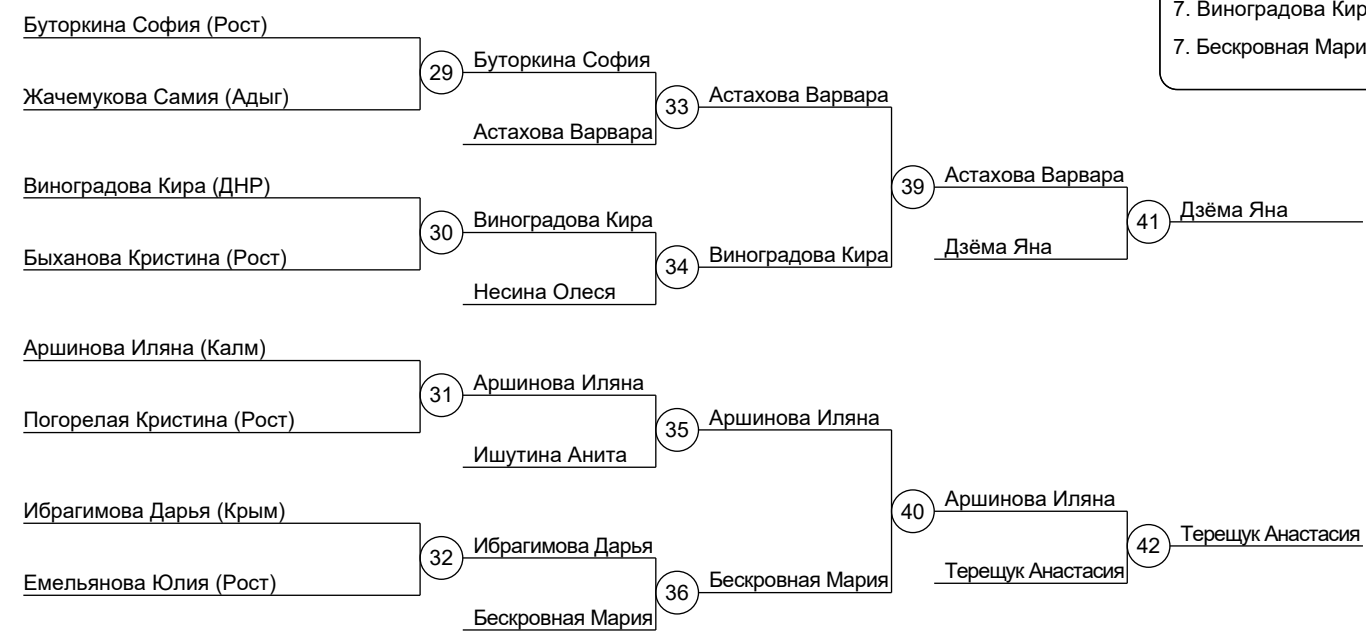 7. Виноградова Кир
7. Бескровная Мари
Буторкина София (Рост)
Жачемукова Самия (Адыг)
29
Буторкина София
Астахова Варвара
33
Астахова Варвара
Виноградова Кира (ДНР)
Быханова Кристина (Рост)
30
Виноградова Кира
Несина Олеся
34
Виноградова Кира
39
Астахова Варвара
Дзёма Яна
41
Дзёма Яна
Аршинова Иляна (Калм)
Погорелая Кристина (Рост)
31
Аршинова Иляна
Ишутина Анита
35
Аршинова Иляна
Ибрагимова Дарья (Крым)
Емельянова Юлия (Рост)
32
Ибрагимова Дарья
Бескровная Мария
36
Бескровная Мария
40
Аршинова Иляна
Терещук Анастасия
42
Терещук Анастасия